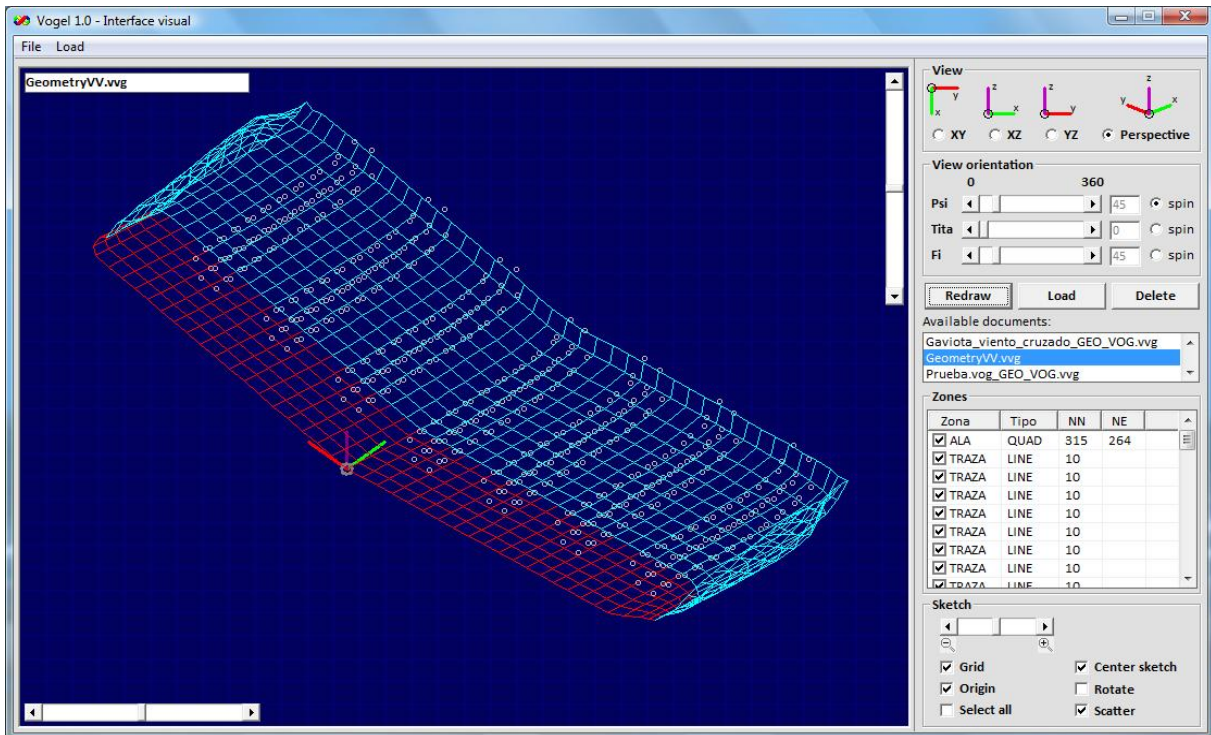 Vogel 1.0 - Interface visual
File Load
GeometryVV.vvg
View
y x z x z y z y x
XY XZ YZ Perspective
View orientation
0 360
Psi 45 spin
Tita 0 spin
Fi 45 spin
Redraw Load Delete
Available documents:
Gaviota_viento_cruzado_GEO_VOG.vvg
GeometryVV.vvg
Prueba.vog_GEO_VOG.vvg
Zones
Zona Tipo NN NE
ALA QUAD 315 264
TRAZA LINE 10
TRAZA LINE 10
TRAZA LINE 10
TRAZA LINE 10
TRAZA LINE 10
TRAZA LINE 10
TRAZA LINE 10
TRAZA LINE 10
Sketch
Grid Center sketch
Origin Rotate
Select all Scatter